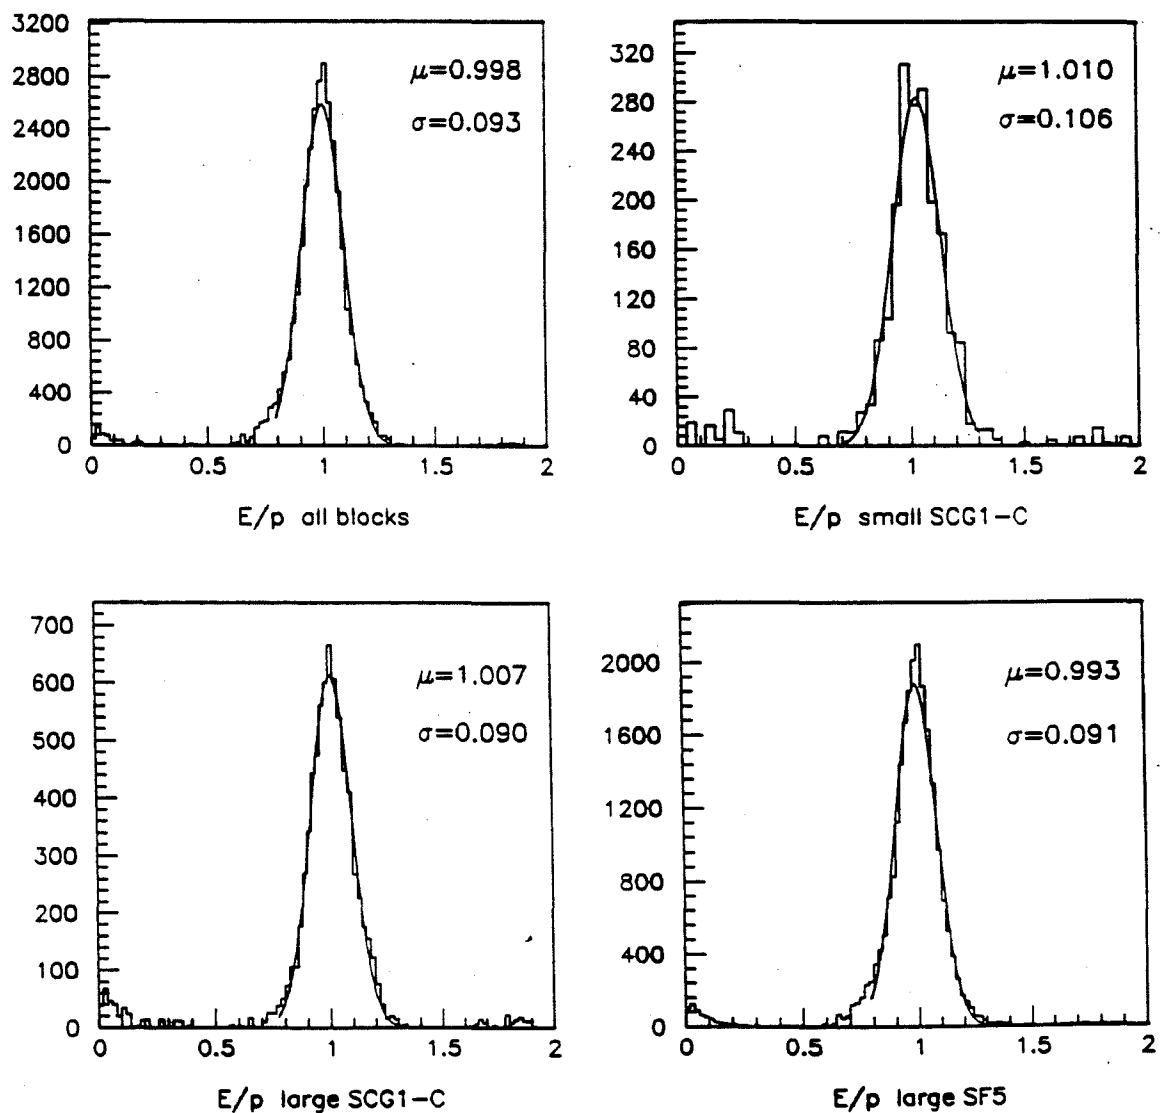 3200
2800
2400
2000
1600
1200
800
400
0
μ=0.998
σ=0.093
0 0.5 1 1.5 2
E/p all blocks
320
280
240
200
160
120
80
40
0
μ=1.010
σ=0.106
0 0.5 1 1.5 2
E/p small SCG1-C
700
600
500
400
300
200
100
0
μ=1.007
σ=0.090
0 0.5 1 1.5 2
E/p large SCG1-C
2000
1600
1200
800
400
0
μ=0.993
σ=0.091
0 0.5 1 1.5 2
E/p large SF5